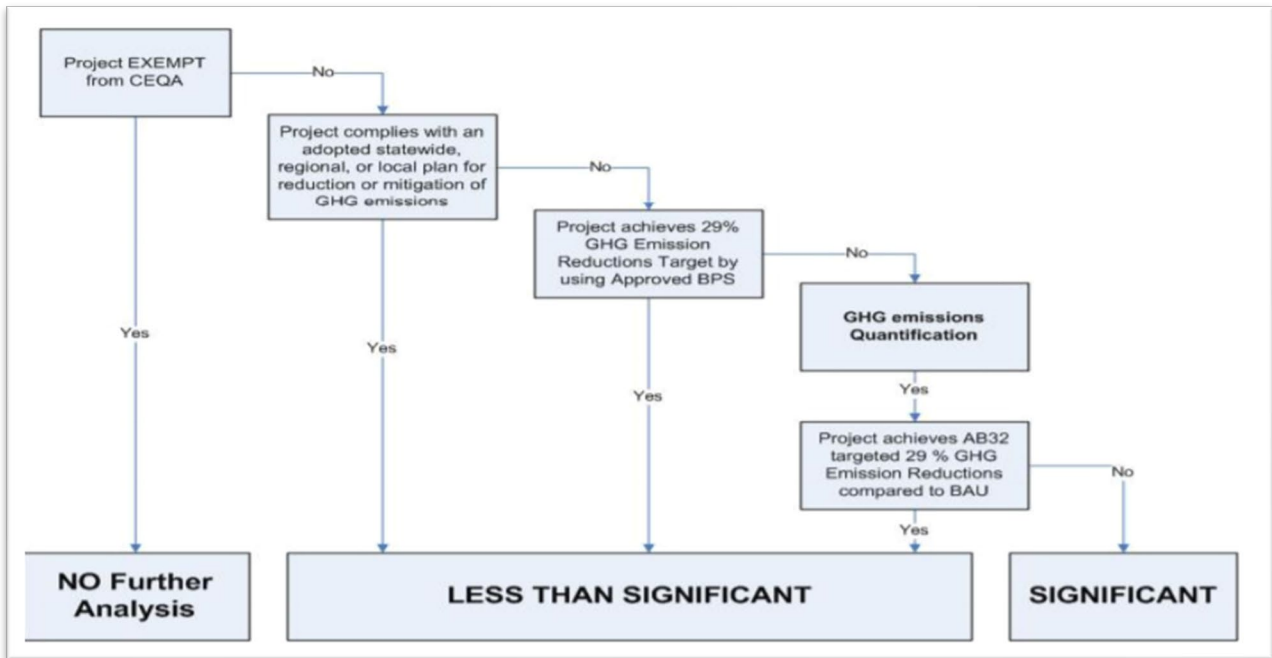 Project EXEMPT
from CEQA
No
Project complies with an
adopted statewide,
regional, or local plan for
reduction or mitigation of
GHG emissions
No
Project achieves 29%
GHG Emission
Reductions Target by
using Approved BPS
No
GHG emissions
Quantification
Yes
Yes
Yes
Yes
Project achieves AB32
targeted 29 % GHG
Emission Reductions
compared to BAU
No
Yes
NO Further
Analysis
LESS THAN SIGNIFICANT
SIGNIFICANT